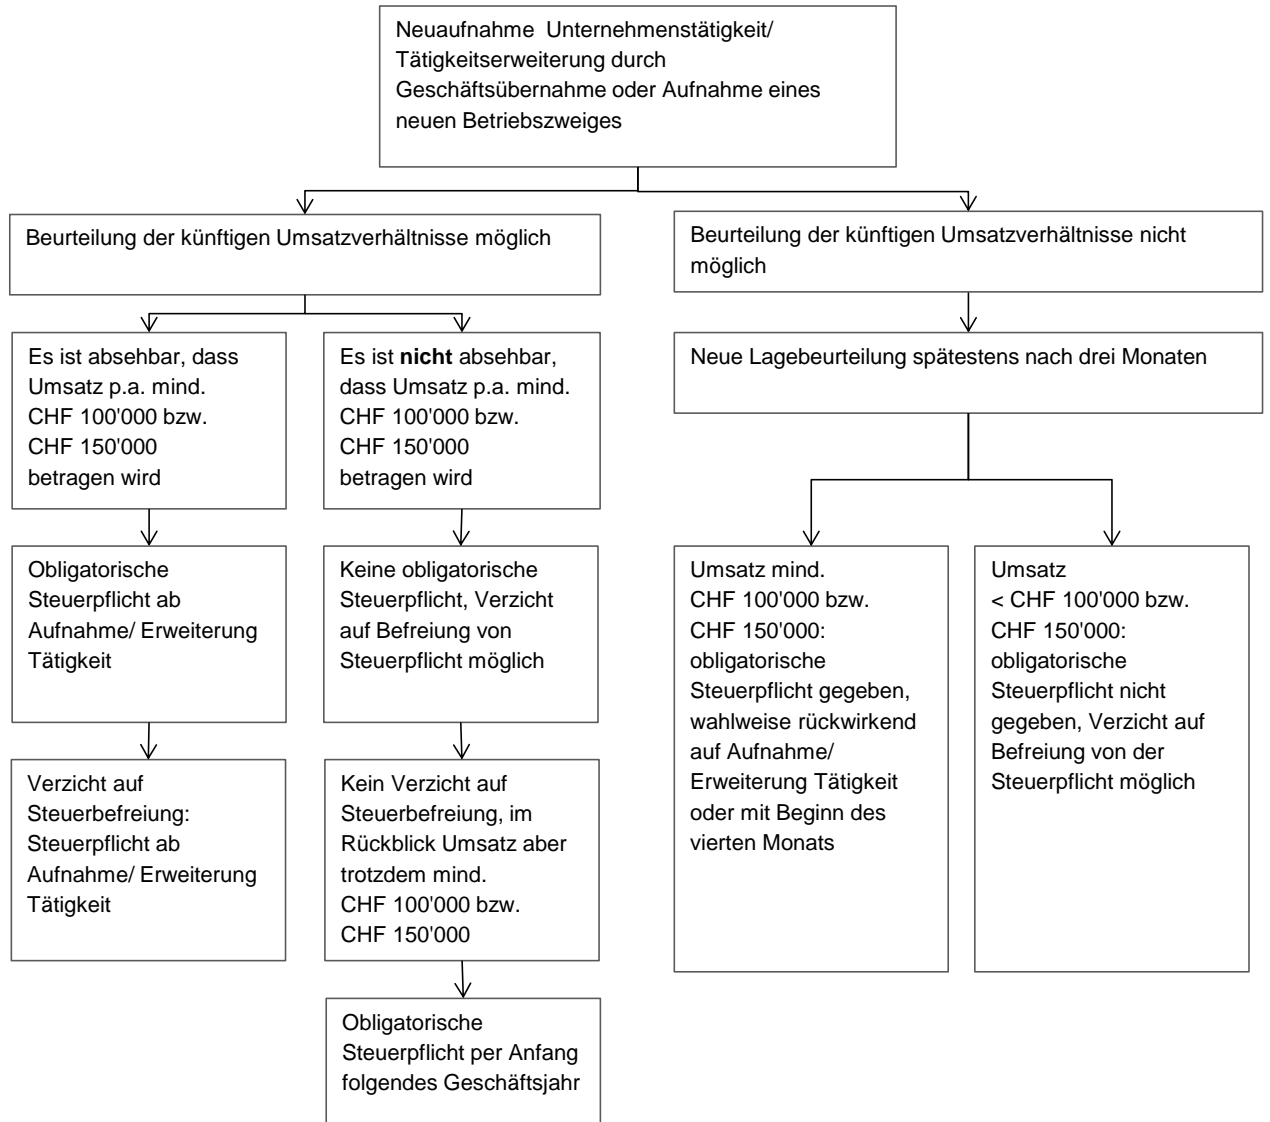 Neuaufnahme Unternehmenstätigkeit/
Tätigkeitserweiterung durch
Geschäftsübernahme oder Aufnahme eines
neuen Betriebszweiges
Beurteilung der künftigen Umsatzverhältnisse möglich
Beurteilung der künftigen Umsatzverhältnisse nicht
möglich
Es ist absehbar, dass
Umsatz p.a. mind.
CHF 100'000 bzw.
CHF 150'000
betragen wird
Es ist nicht absehbar,
dass Umsatz p.a. mind.
CHF 100'000 bzw.
CHF 150'000
betragen wird
Neue Lagebeurteilung spätestens nach drei Monaten
Obligatorische
Steuerpflicht ab
Aufnahme/ Erweiterung
Tätigkeit
Keine obligatorische
Steuerpflicht, Verzicht
auf Befreiung von
Steuerpflicht möglich
Umsatz mind.
CHF 100'000 bzw.
CHF 150'000:
obligatorische
Steuerpflicht gegeben,
wahlweise rückwirkend
auf Aufnahme/
Erweiterung Tätigkeit
oder mit Beginn des
vierten Monats
Umsatz
< CHF 100'000 bzw.
CHF 150'000:
obligatorische
Steuerpflicht nicht
gegeben, Verzicht auf
Befreiung von der
Steuerpflicht möglich
Verzicht auf
Steuerbefreiung:
Steuerpflicht ab
Aufnahme/ Erweiterung
Tätigkeit
Kein Verzicht auf
Steuerbefreiung, im
Rückblick Umsatz aber
trotzdem mind.
CHF 100'000 bzw.
CHF 150'000
Obligatorische
Steuerpflicht per Anfang
folgendes Geschäftsjahr